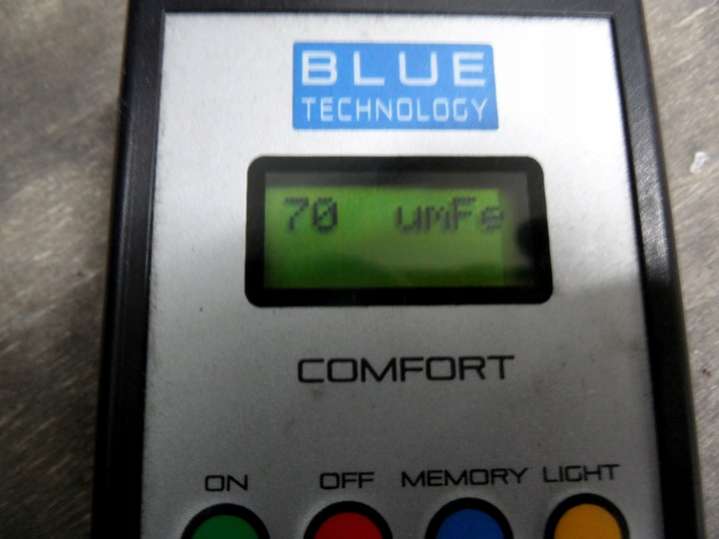 BLUE
TECHNOLOGY
70 umFe
COMFORT
ON OFF MEMORY LIGHT